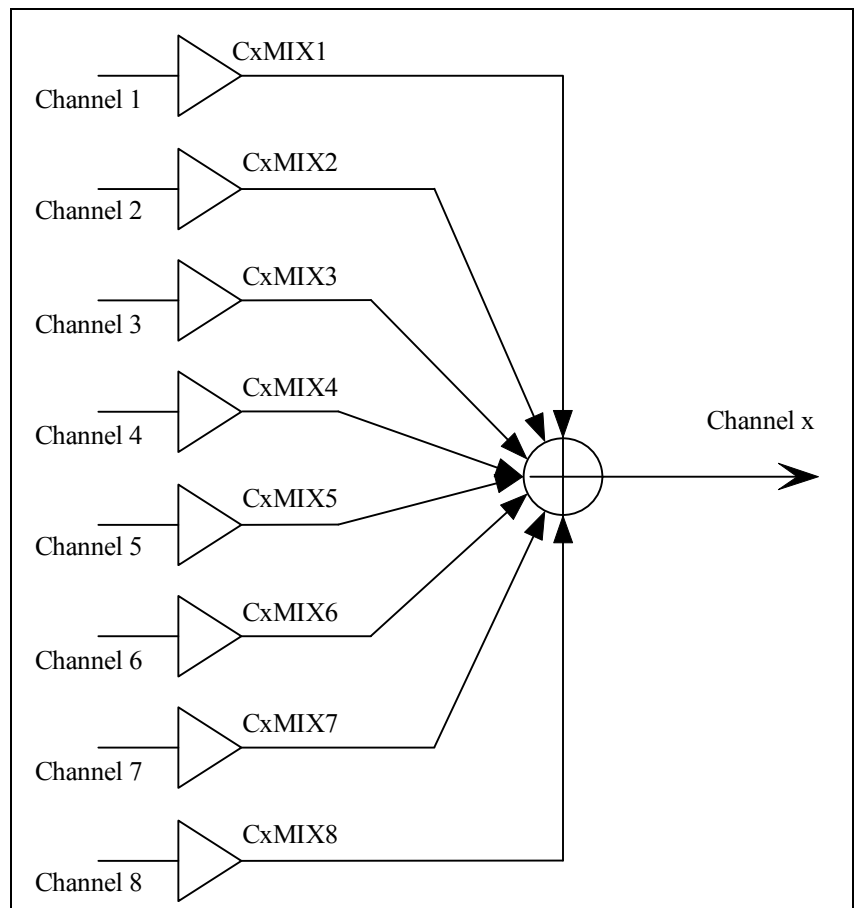 CxMIX1
Channel 1
CxMIX2
Channel 2
CxMIX3
Channel 3
CxMIX4
Channel 4
Channel x
CxMIX5
Channel 5
CxMIX6
Channel 6
CxMIX7
Channel 7
CxMIX8
Channel 8